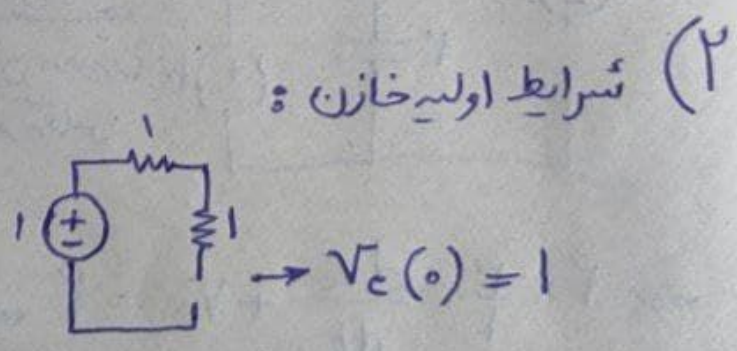 ۲) شرایط اولیه خازن :
۱
۱ + - ۱
→ Vc(۰) = ۱